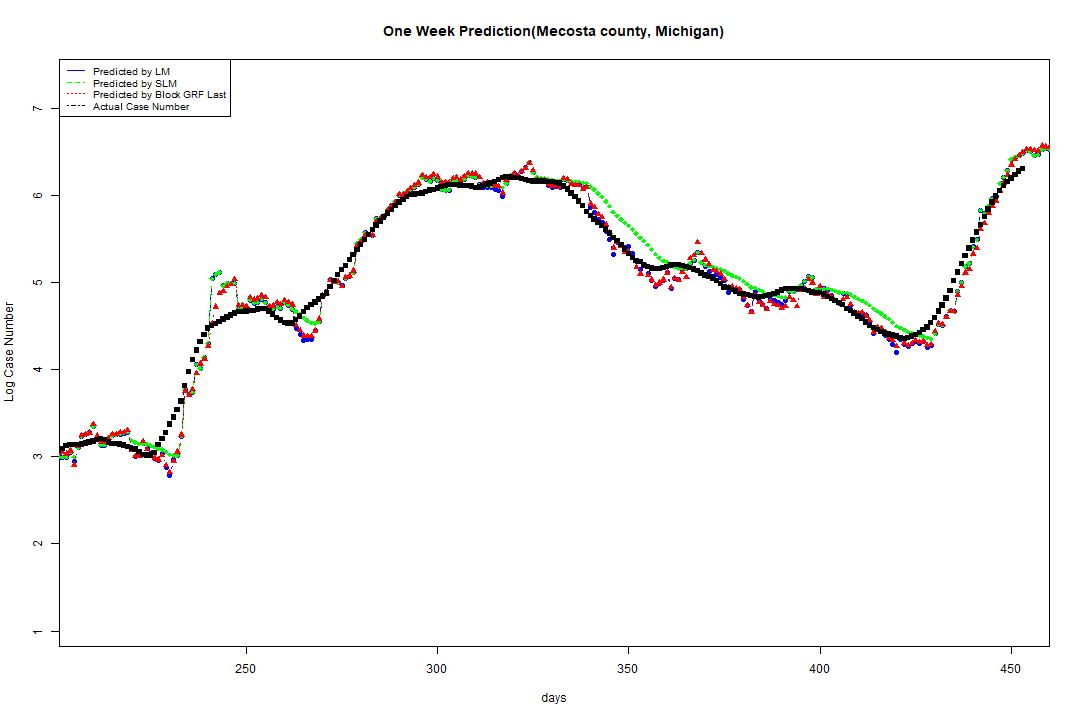 One Week Prediction(Mecosta county, Michigan)
Predicted by LM
Predicted by SLM
Predicted by Block GRF Last
Actual Case Number
Log Case Number
7
6
5
4
3
2
1
250 300 350 400 450
days